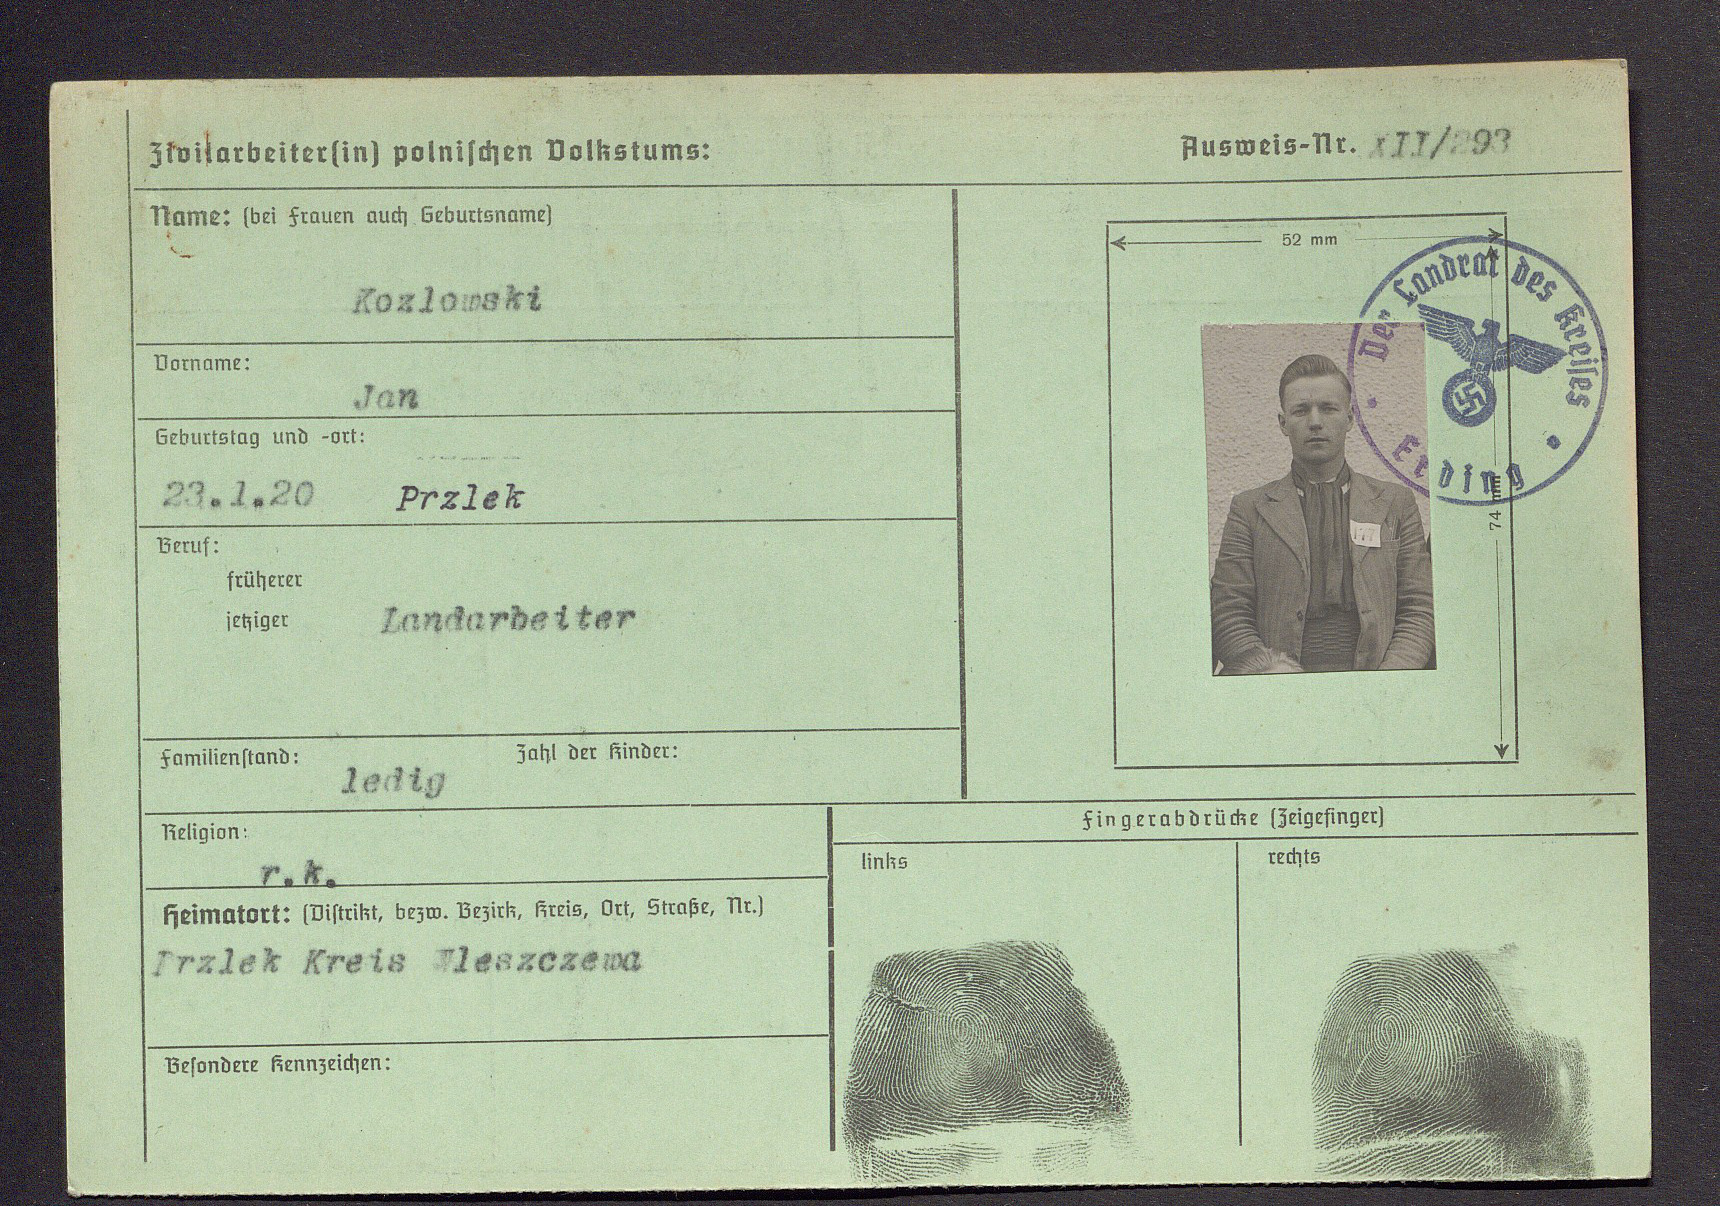 Zivilarbeiter(in) polnischen Volkstums:
Ausweis-Nr. XII/293
Name: (bei Frauen auch Geburtsname)
Kozlowski
Vorname:
Jan
Geburtstag und -ort:
23.1.20 Przlek
Beruf:
früherer
jetziger Landarbeiter
Familienstand: ledig Zahl der Kinder:
Religion:
r.k.
Heimatort: (Distrikt, bezw. Bezirk, Kreis, Ort, Straße, Nr.)
Przlek Kreis
Besondere Kennzeichen:
52 mm
74 mm
Der Landrat des Kreises
Erding
Fingerabdrücke (Zeigefinger)
links
rechts